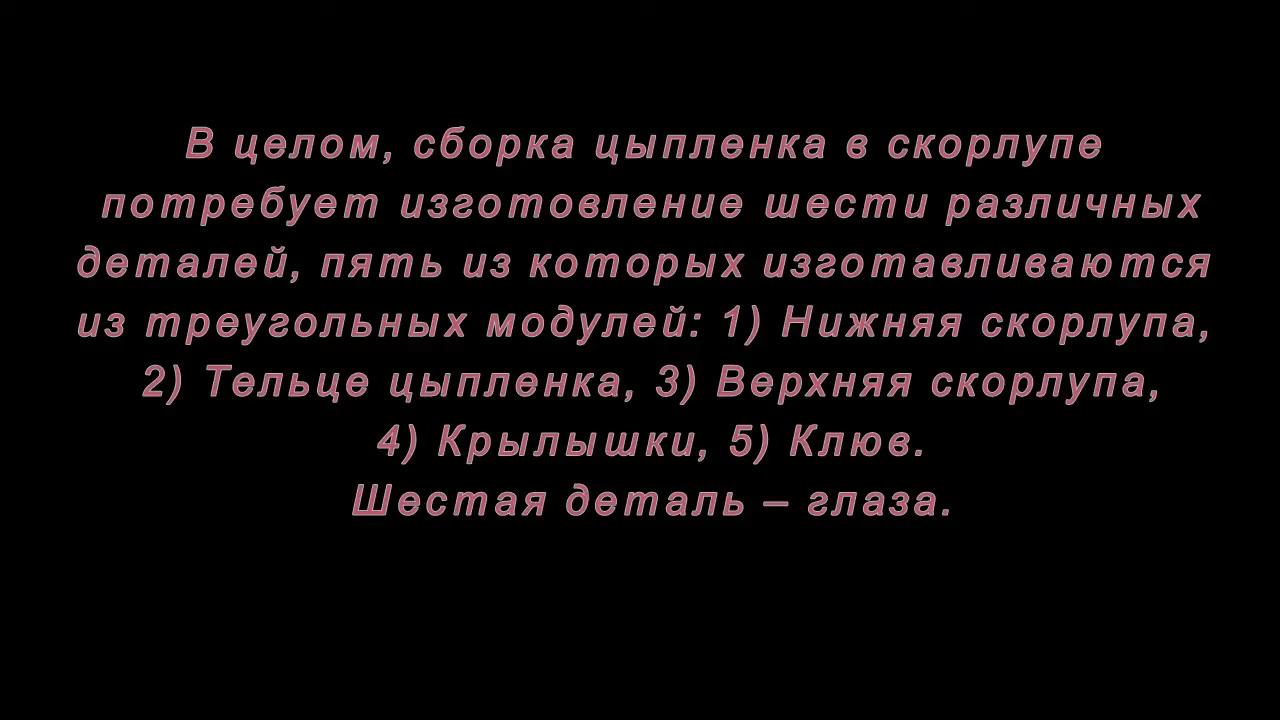 В целом, сборка цыпленка в скорлупе
потребует изготовление шести различных
деталей, пять из которых изготавливаются
из треугольных модулей: 1) Нижняя скорлупа,
2) Тельце цыпленка, 3) Верхняя скорлупа,
4) Крылышки, 5) Клюв.
Шестая деталь – глаза.